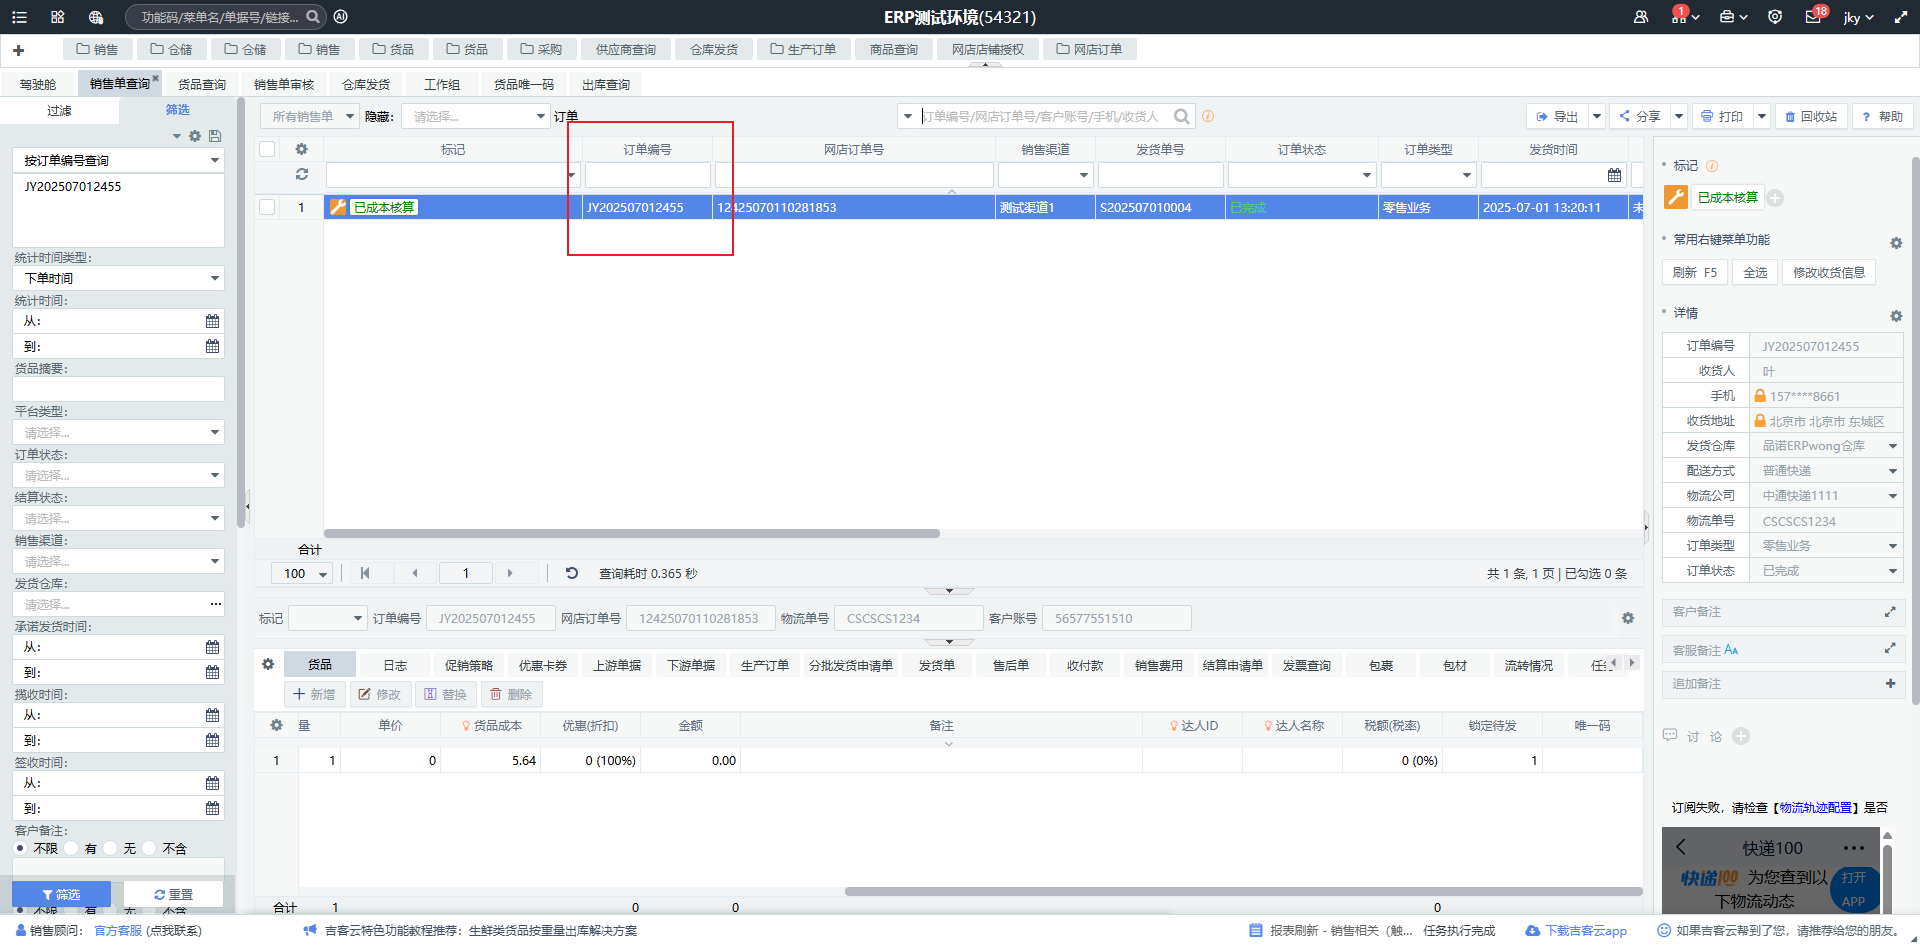 功能码/菜单名/单据号/链接...
ERP测试环境(54321)
1
18
jky
销售
仓储
仓储
销售
货品
货品
采购
供应商查询
仓库发货
生产订单
商品查询
网店店铺授权
网店订单
驾驶舱
销售单查询
货品查询
销售单审核
仓库发货
工作组
货品唯一码
出库查询
过滤
筛选
按订单编号查询
JY202507012455
统计时间类型:
下单时间
统计时间:
从:
到:
货品摘要:
平台类型:
请选择...
订单状态:
请选择...
结算状态:
请选择...
销售渠道:
请选择...
发货仓库:
请选择...
承诺发货时间:
从:
到:
揽收时间:
从:
到:
签收时间:
从:
到:
客户备注:
不限 有 无 不含
筛选
重置
不限 有 无 不含
所有销售单
隐藏:
请选择...
订单
订单编号/网店订单号/客户账号/手机/收货人
导出
分享
打印
回收站
? 帮助
标记 订单编号 网店订单号 销售渠道 发货单号 订单状态 订单类型 发货时间
1 已成本核算 JY202507012455 12425070110281853 测试渠道1 S202507010004 已完成 零售业务 2025-07-01 13:20:11 未
合计
100
1
查询耗时 0.365 秒
共 1 条, 1 页 | 已勾选 0 条
标记
订单编号 JY202507012455
网店订单号 12425070110281853
物流单号 CSCSCS1234
客户账号 56577551510
货品 日志 促销策略 优惠卡券 上游单据 下游单据 生产订单 分批发货申请单 发货单 售后单 收付款 销售费用 结算申请单 发票查询 包裹 包材 流转情况
新增 修改 替换 删除
量 单价 货品成本 优惠(折扣) 金额 备注 达人ID 达人名称 税额(税率) 锁定待发 唯一码
1 1 0 5.64 0 (100%) 0.00 0 (0%) 1
合计 1 0 0 0
标记
已成本核算
常用右键菜单功能
刷新 F5
全选
修改收货信息
详情
订单编号 JY202507012455
收货人 叶
手机 157****8661
收货地址 北京市 北京市 东城区
发货仓库 品诺ERPwong仓库
配送方式 普通快递
物流公司 中通快递1111
物流单号 CSCSCS1234
订单类型 零售业务
订单状态 已完成
客户备注
客服备注 AA
追加备注
讨 论
订阅失败，请检查【物流轨迹配置】是否
快递100
快递100 为您查到以
下物流动态
打开
APP
销售顾问: 官方客服 (点我联系)
吉客云特色功能教程推荐: 生鲜类货品按重量出库解决方案
报表刷新 - 销售相关（触... 任务执行完成
下载吉客云app
如果吉客云帮到了您，请推荐给您的朋友。